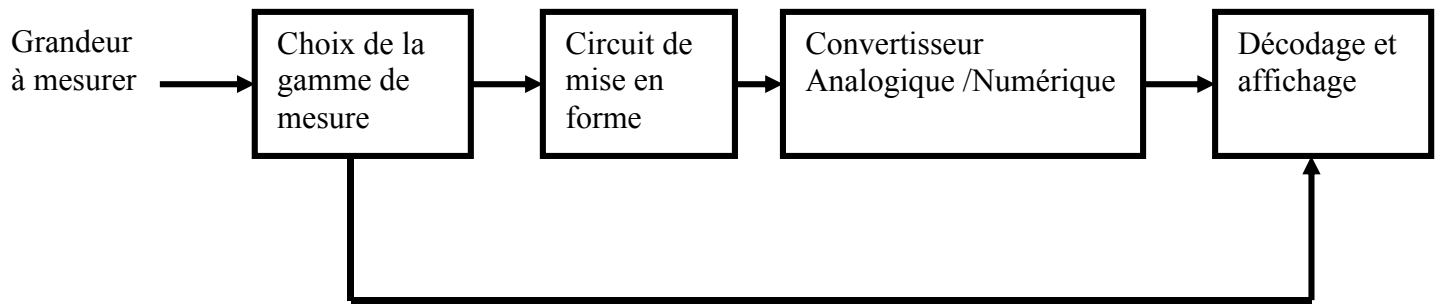 Grandeur
à mesurer
Choix de la
gamme de
mesure
Circuit de
mise en
forme
Convertisseur
Analogique /Numérique
Décodage et
affichage